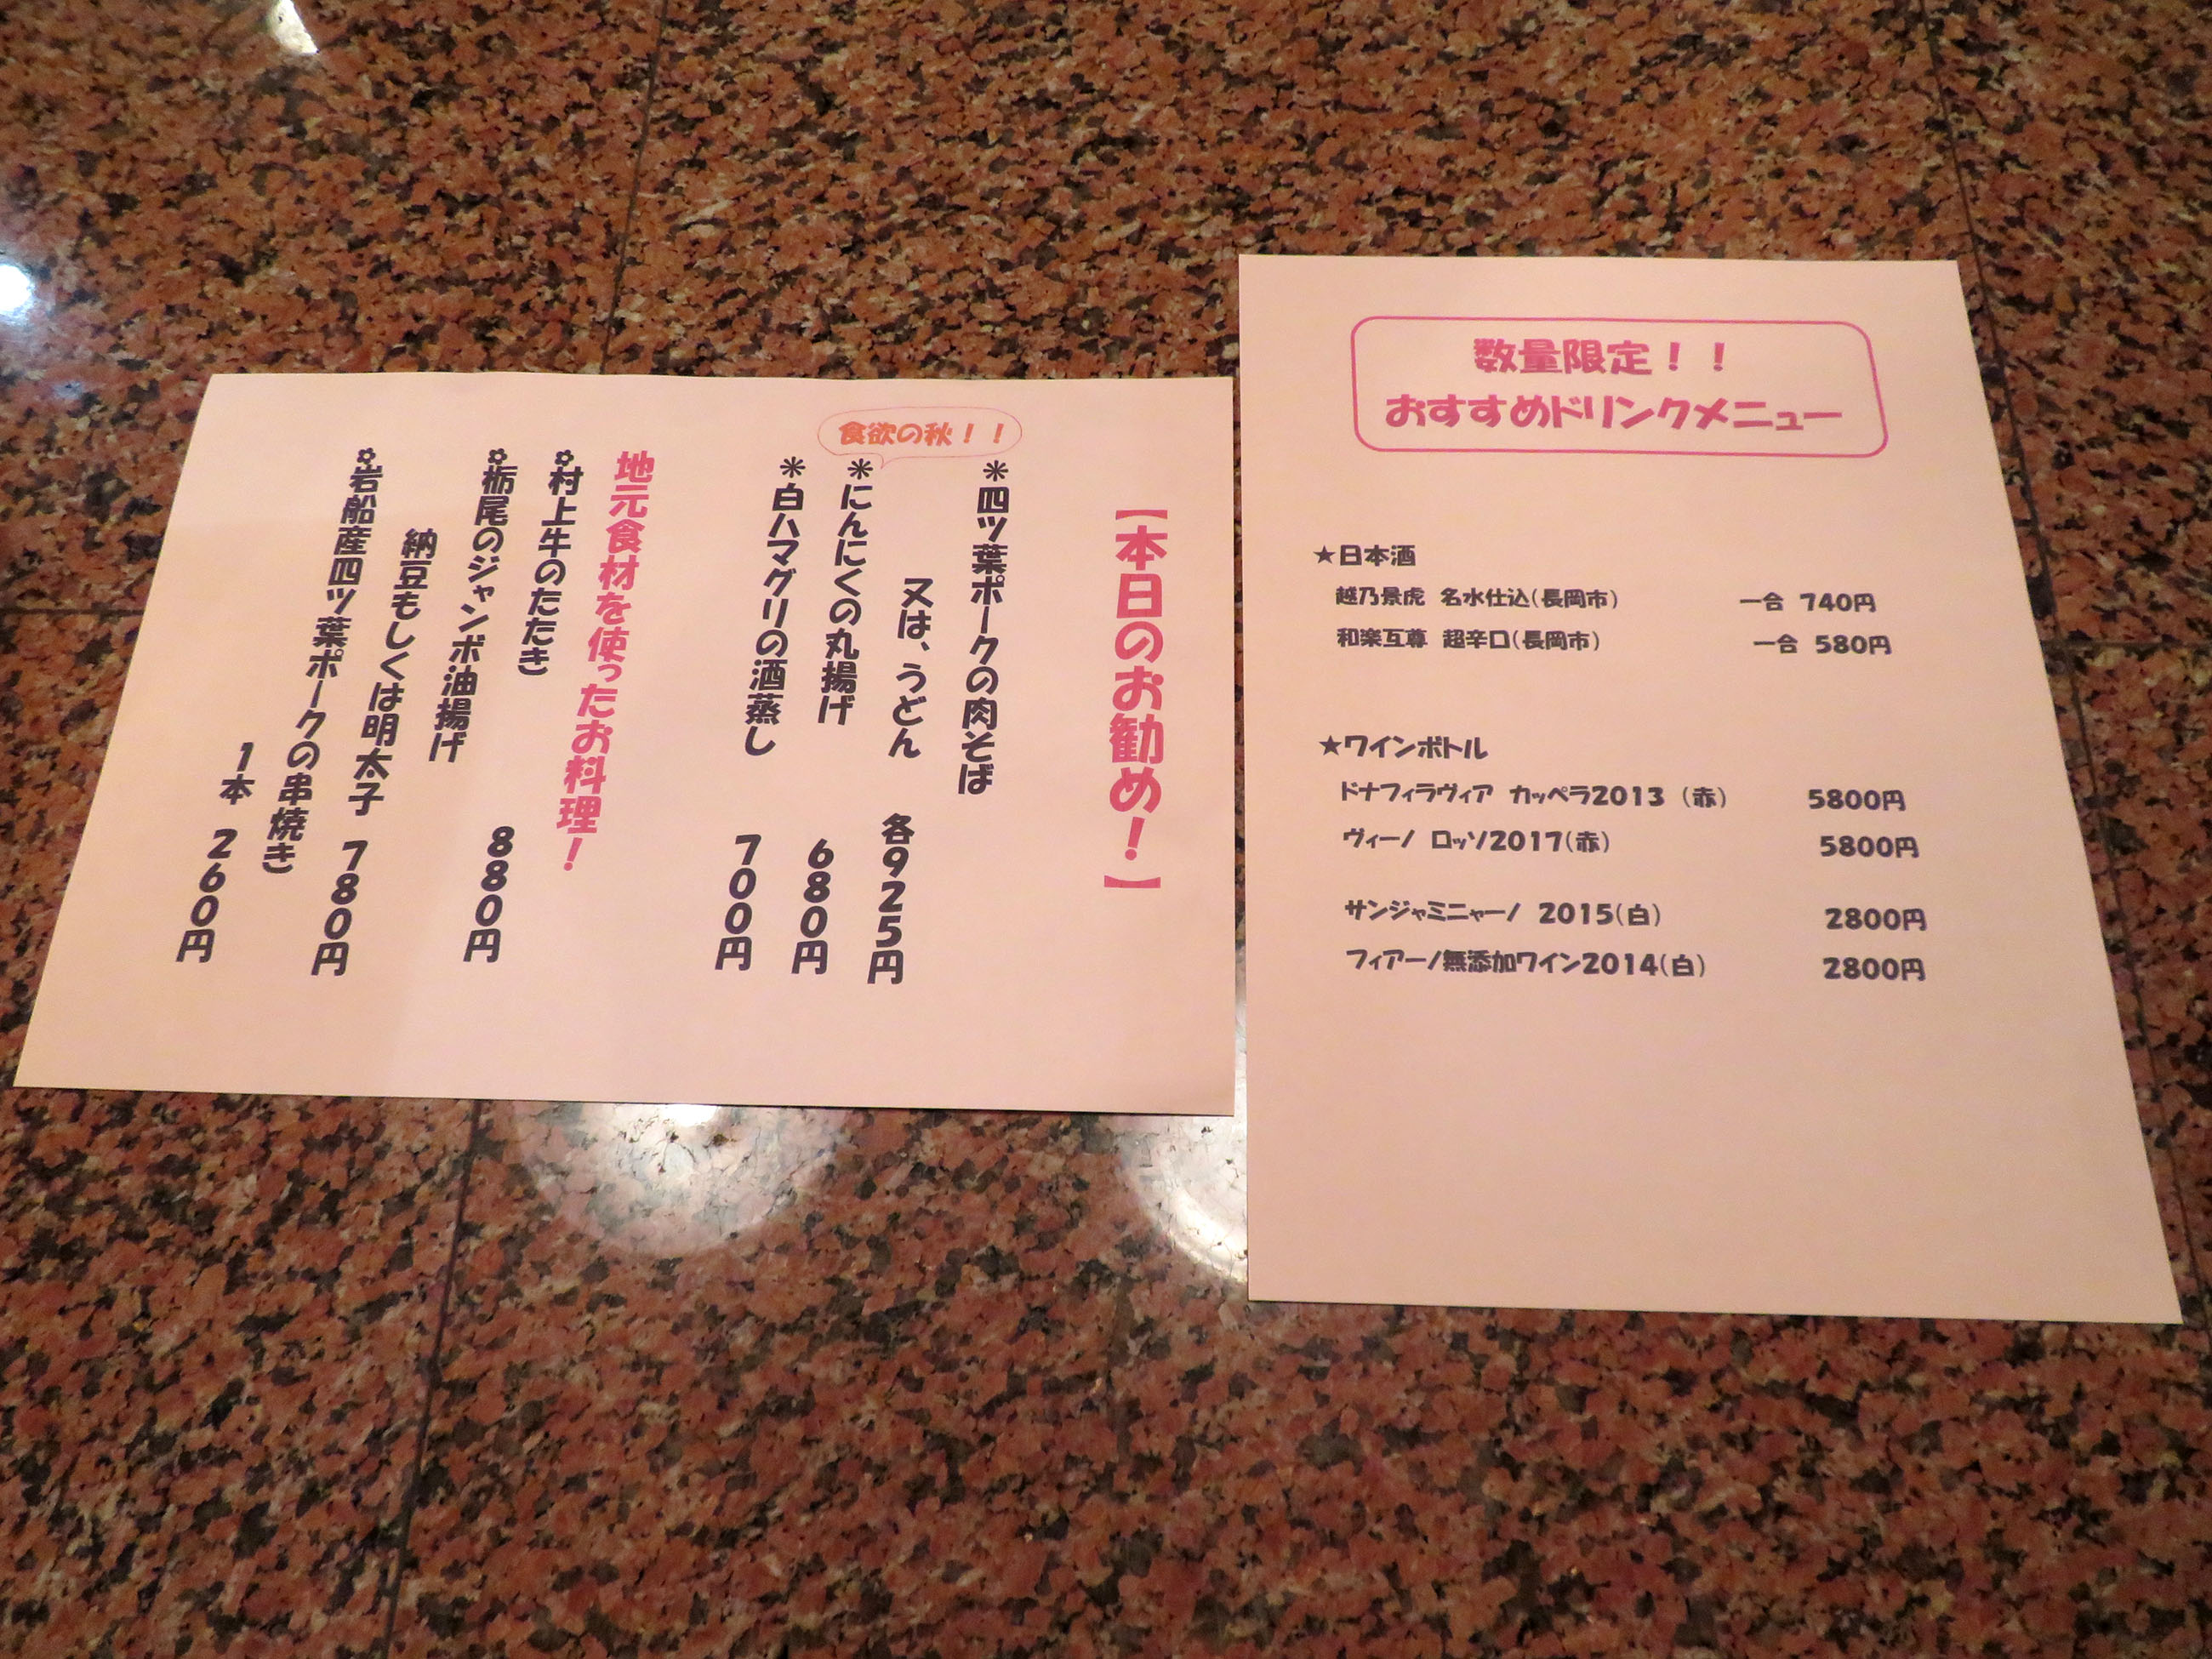 【本日のお勧め！】
食欲の秋！！
＊四ツ葉ポークの肉そば
又は、うどん 各925円
＊にんにくの丸揚げ 680円
＊白ハマグリの酒蒸し 700円
地元食材を使ったお料理！
✿村上牛のたたき 880円
✿栃尾のジャンボ油揚げ
納豆もしくは明太子 780円
✿岩船産四ツ葉ポークの串焼き
1本 260円
数量限定！！
おすすめドリンクメニュー
★日本酒
越乃景虎 名水仕込(長岡市) 一合 740円
和楽互尊 超辛口(長岡市) 一合 580円
★ワインボトル
ドナフィラヴィア カッペラ2013 (赤) 5800円
ヴィーノ ロッソ2017(赤) 5800円
サンジャミニャーノ 2015(白) 2800円
フィアーノ無添加ワイン2014(白) 2800円